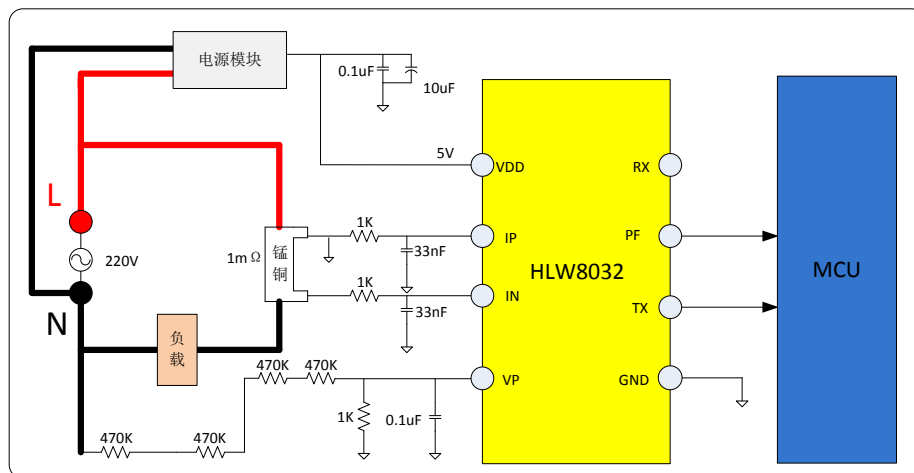 电源模块
0.1uF
10uF
5V
VDD
RX
L
220V
N
1mΩ
锰铜
1K
33nF
IP
PF
1K
33nF
IN
HLW8032
TX
MCU
负载
470K
470K
VP
GND
1K
0.1uF
470K
470K